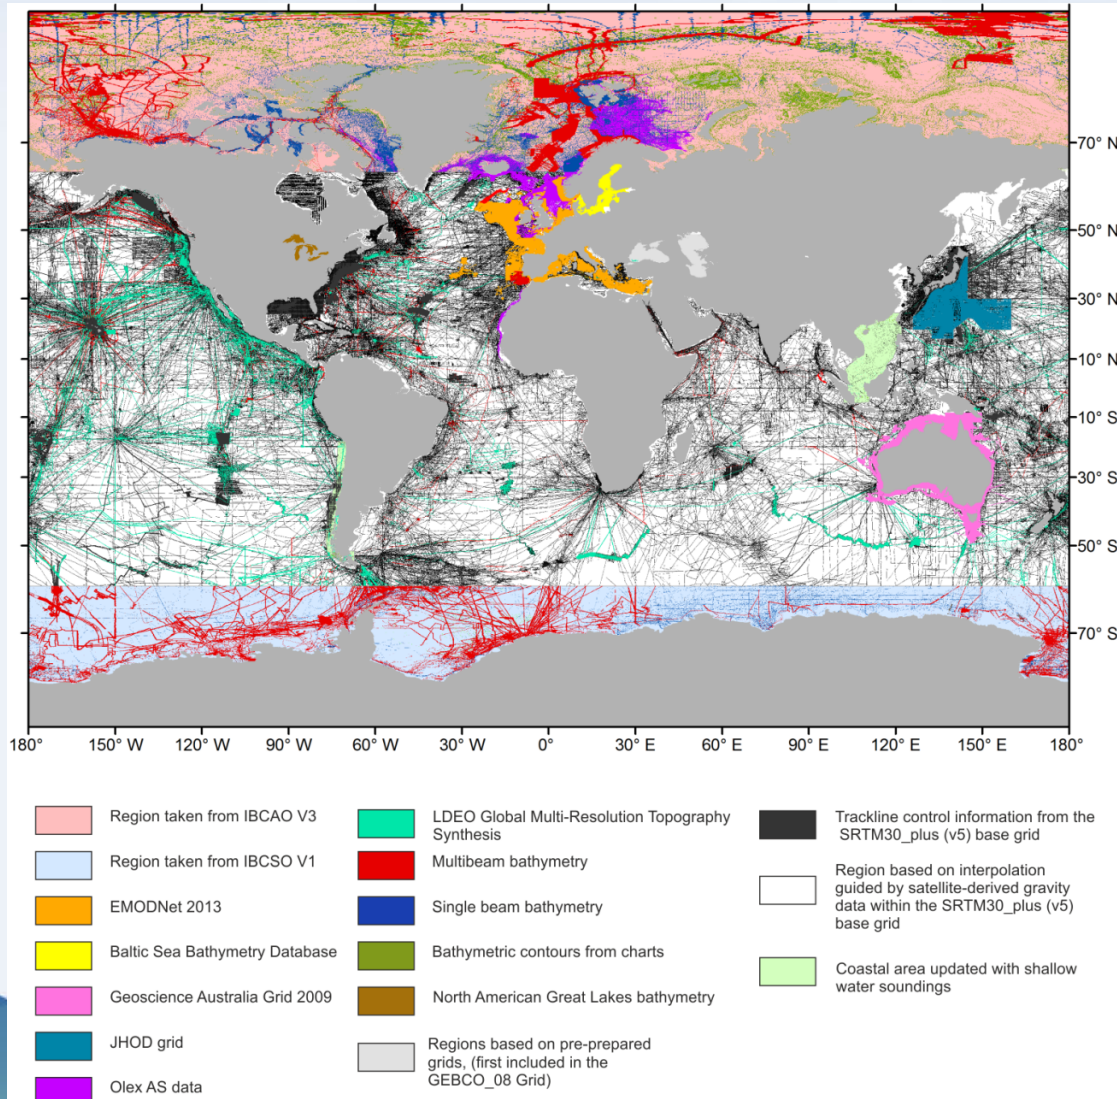 70° N
50° N
30° N
10° N
10° S
30° S
50° S
70° S
180°
150° W
120° W
90° W
60° W
30° W
0°
30° E
60° E
90° E
120° E
150° E
180°
Region taken from IBCAO V3
Region taken from IBCSO V1
EMODNet 2013
Baltic Sea Bathymetry Database
Geoscience Australia Grid 2009
JHOD grid
Olex AS data
LDEO Global Multi-Resolution Topography
Synthesis
Multibeam bathymetry
Single beam bathymetry
Bathymetric contours from charts
North American Great Lakes bathymetry
Regions based on pre-prepared
grids, (first included in the
GEBCO_08 Grid)
Trackline control information from the
SRTM30_plus (v5) base grid
Region based on interpolation
guided by satellite-derived gravity
data within the SRTM30_plus (v5)
base grid
Coastal area updated with shallow
water soundings